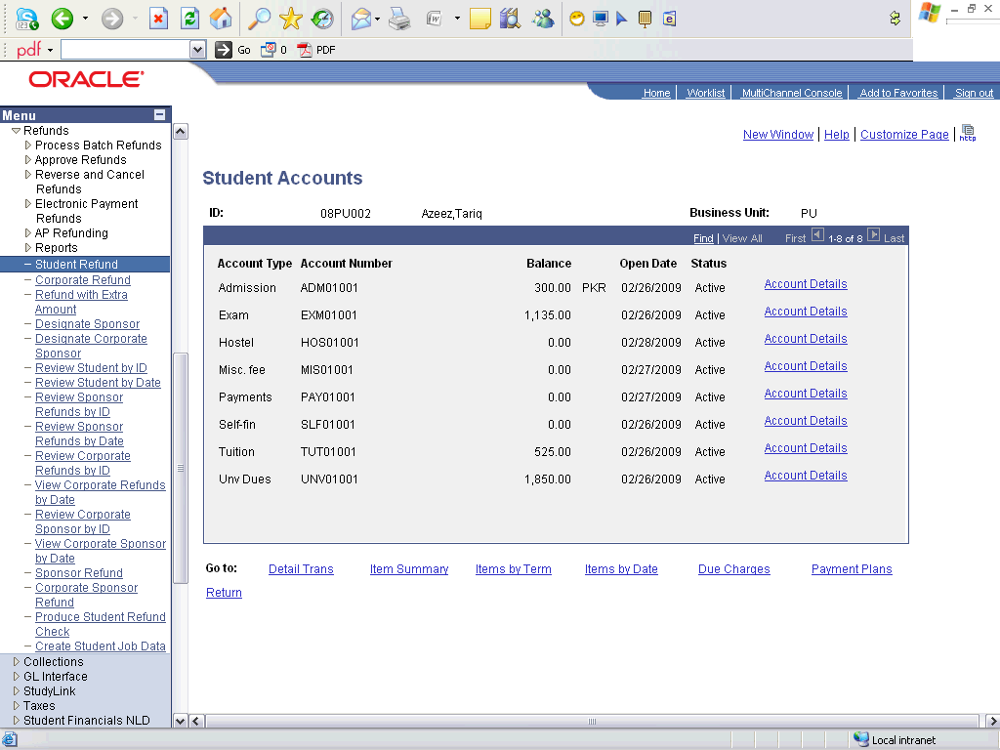 pdf Go 0 PDF
ORACLE
Home Worklist MultiChannel Console Add to Favorites Sign out
Menu
Refunds
Process Batch Refunds
Approve Refunds
Reverse and Cancel
Refunds
Electronic Payment
Refunds
AP Refunding
Reports
Student Refund
Corporate Refund
Refund with Extra
Amount
Designate Sponsor
Designate Corporate
Sponsor
Review Student by ID
Review Student by Date
Review Sponsor
Refunds by ID
Review Sponsor
Refunds by Date
Review Corporate
Refunds by ID
View Corporate Refunds
by Date
Review Corporate
Sponsor by ID
View Corporate Sponsor
by Date
Sponsor Refund
Corporate Sponsor
Refund
Produce Student Refund
Check
Create Student Job Data
Collections
GL Interface
StudyLink
Taxes
Student Financials NLD
New Window Help Customize Page http
Student Accounts
ID: 08PU002 Azeez,Tariq Business Unit: PU
Find | View All First 1-8 of 8 Last
Account Type Account Number Balance Open Date Status
Admission ADM01001 300.00 PKR 02/26/2009 Active Account Details
Exam EXM01001 1,135.00 02/26/2009 Active Account Details
Hostel HOS01001 0.00 02/28/2009 Active Account Details
Misc. fee MIS01001 0.00 02/27/2009 Active Account Details
Payments PAY01001 0.00 02/27/2009 Active Account Details
Self-fin SLF01001 0.00 02/26/2009 Active Account Details
Tuition TUT01001 525.00 02/26/2009 Active Account Details
Unv Dues UNV01001 1,850.00 02/26/2009 Active Account Details
Go to: Detail Trans Item Summary Items by Term Items by Date Due Charges Payment Plans
Return
Local intranet